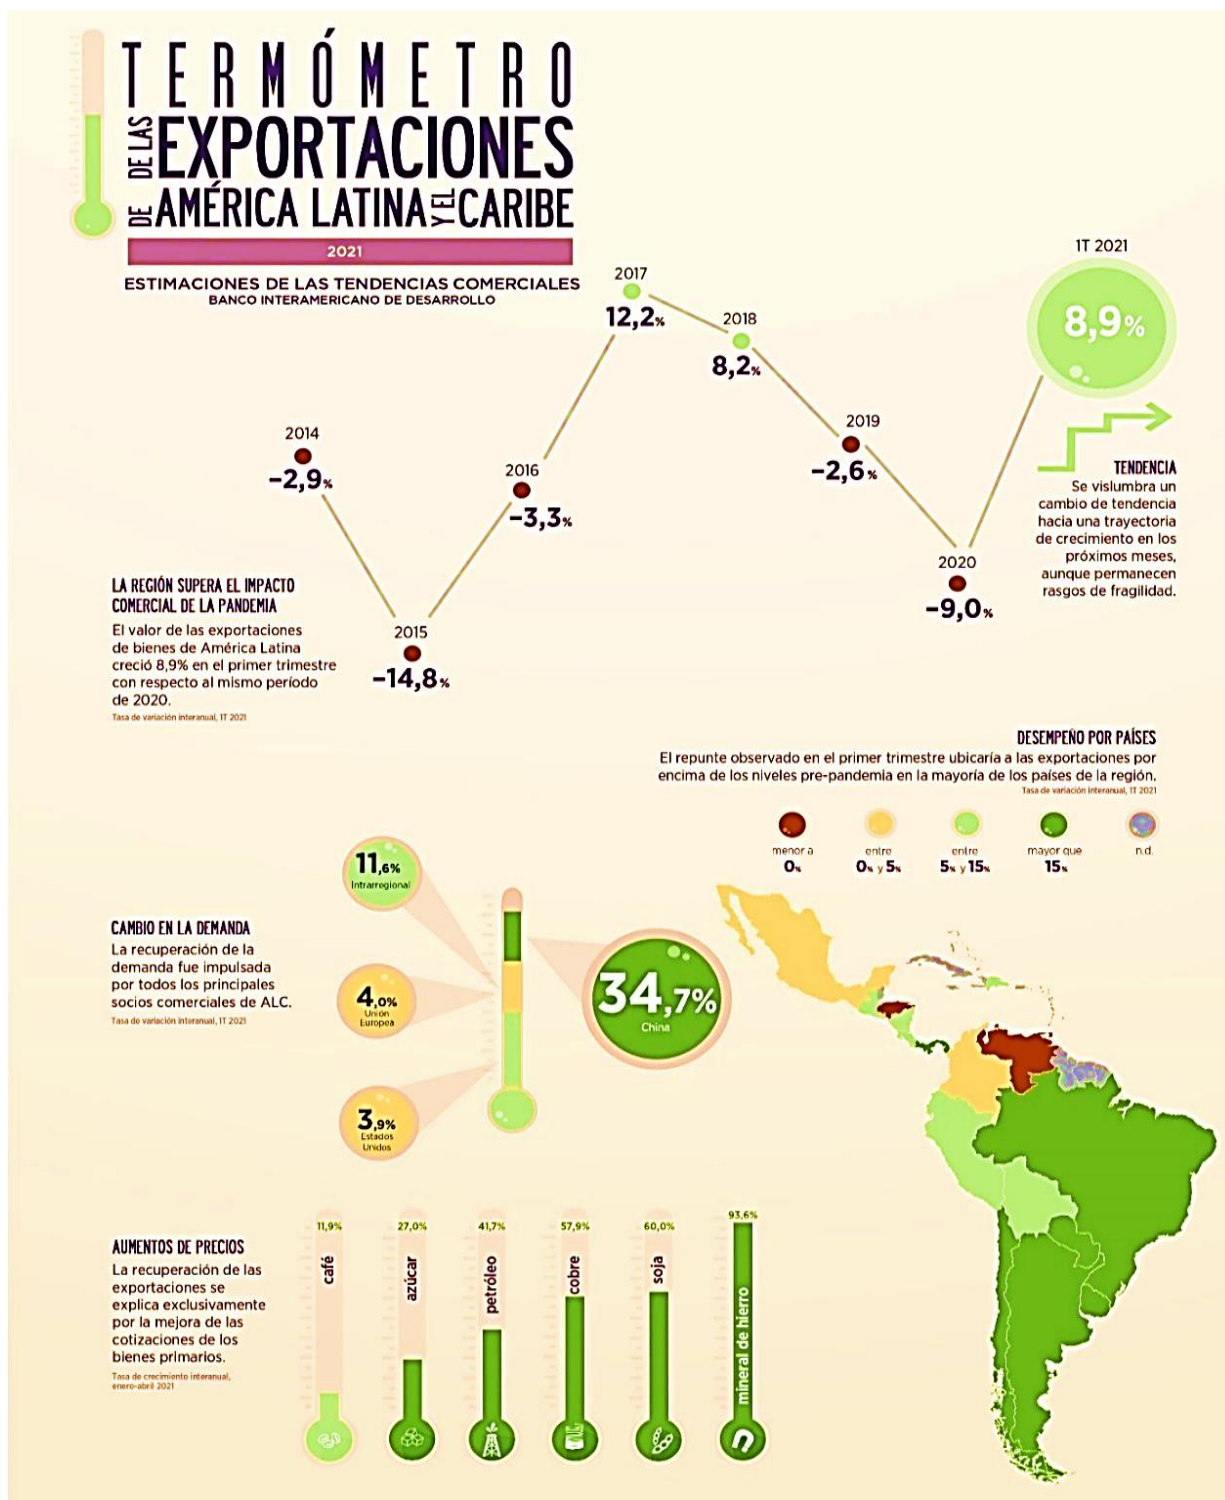 TERMÓMETRO
DE LAS EXPORTACIONES
DE AMÉRICA LATINA Y EL CARIBE
2021
ESTIMACIONES DE LAS TENDENCIAS COMERCIALES
BANCO INTERAMERICANO DE DESARROLLO
2014
−2,9%
2015
−14,8%
2016
−3,3%
2017
12,2%
2018
8,2%
2019
−2,6%
2020
−9,0%
1T 2021
8,9%
TENDENCIA
Se vislumbra un
cambio de tendencia
hacia una trayectoria
de crecimiento en los
próximos meses,
aunque permanecen
rasgos de fragilidad.
LA REGIÓN SUPERA EL IMPACTO
COMERCIAL DE LA PANDEMIA
El valor de las exportaciones
de bienes de América Latina
creció 8,9% en el primer trimestre
con respecto al mismo período
de 2020.
Tasa de variación interanual, 1T 2021
DESEMPEÑO POR PAÍSES
El repunte observado en el primer trimestre ubicaría a las exportaciones por
encima de los niveles pre-pandemia en la mayoría de los países de la región.
Tasa de variación interanual, 1T 2021
menor a
0%
entre
0% y 5%
entre
5% y 15%
mayor que
15%
n.d.
CAMBIO EN LA DEMANDA
La recuperación de la
demanda fue impulsada
por todos los principales
socios comerciales de ALC.
Tasa de variación interanual, 1T 2021
11,6%
Intrarregional
4,0%
Unión
Europea
3,9%
Estados
Unidos
34,7%
China
AUMENTOS DE PRECIOS
La recuperación de las
exportaciones se
explica exclusivamente
por la mejora de las
cotizaciones de los
bienes primarios.
Tasa de crecimiento interanual,
enero-abril 2021
11,9%
café
27,0%
azúcar
41,7%
petróleo
57,9%
cobre
60,0%
soja
93,6%
mineral de hierro